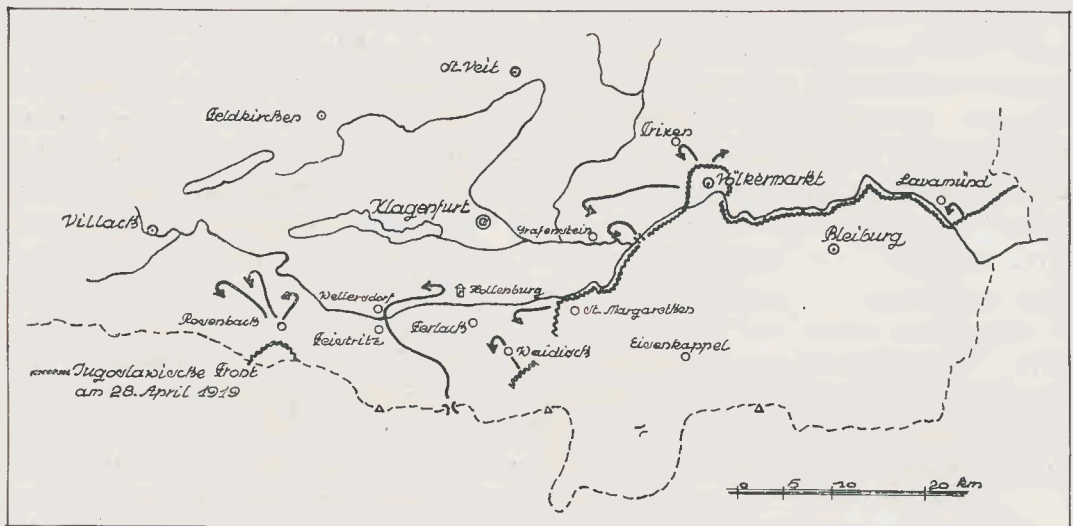 St. Veit
Feldkirchen
Trixen
Völkermarkt
Lavamünd
Villach
Klagenfurt
Grafenstein
Bleiburg
Wellersdorf
Hollenburg
Rosenbach
St. Margarethen
Feistritz
Ferlach
Waidisch
Eisenkappel
Jugoslawische Front
am 28. April 1919
0 5 10 20 km